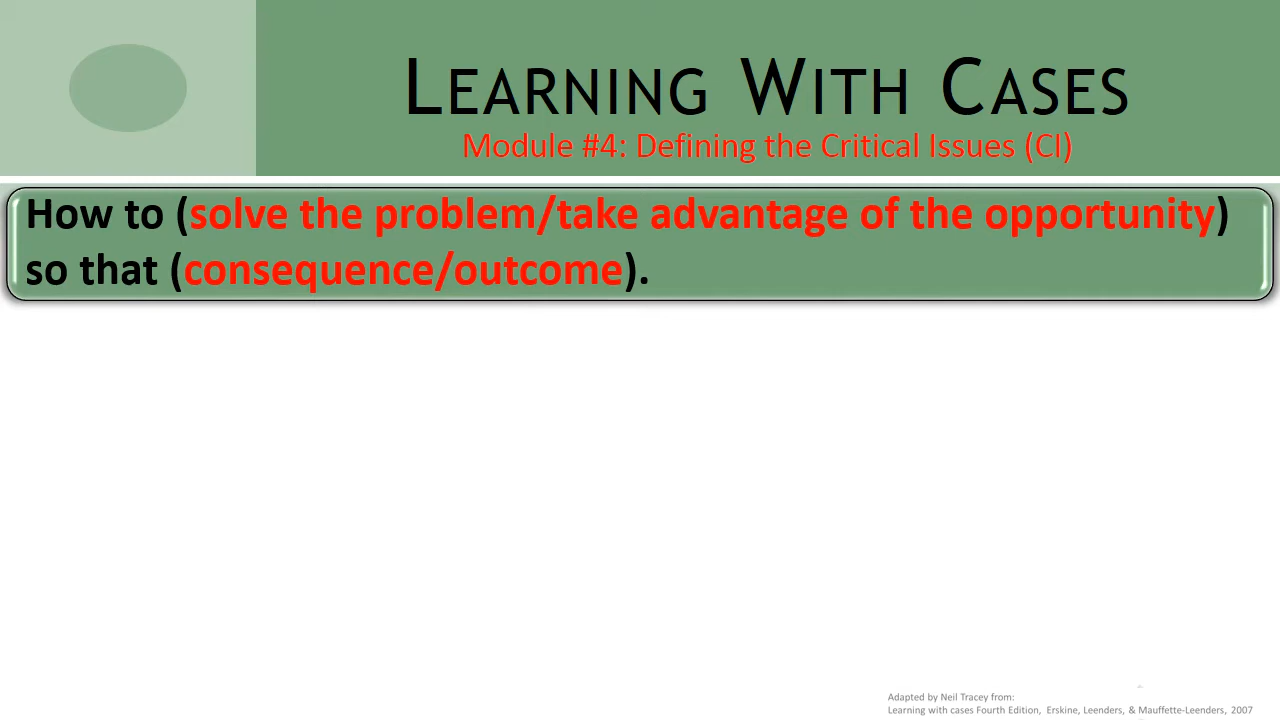 LEARNING WITH CASES
Module #4: Defining the Critical Issues (CI)
How to (solve the problem/take advantage of the opportunity)
so that (consequence/outcome).
Adapted by Neil Tracey from:
Learning with cases Fourth Edition, Erskine, Leenders, & Mauffette-Leenders, 2007